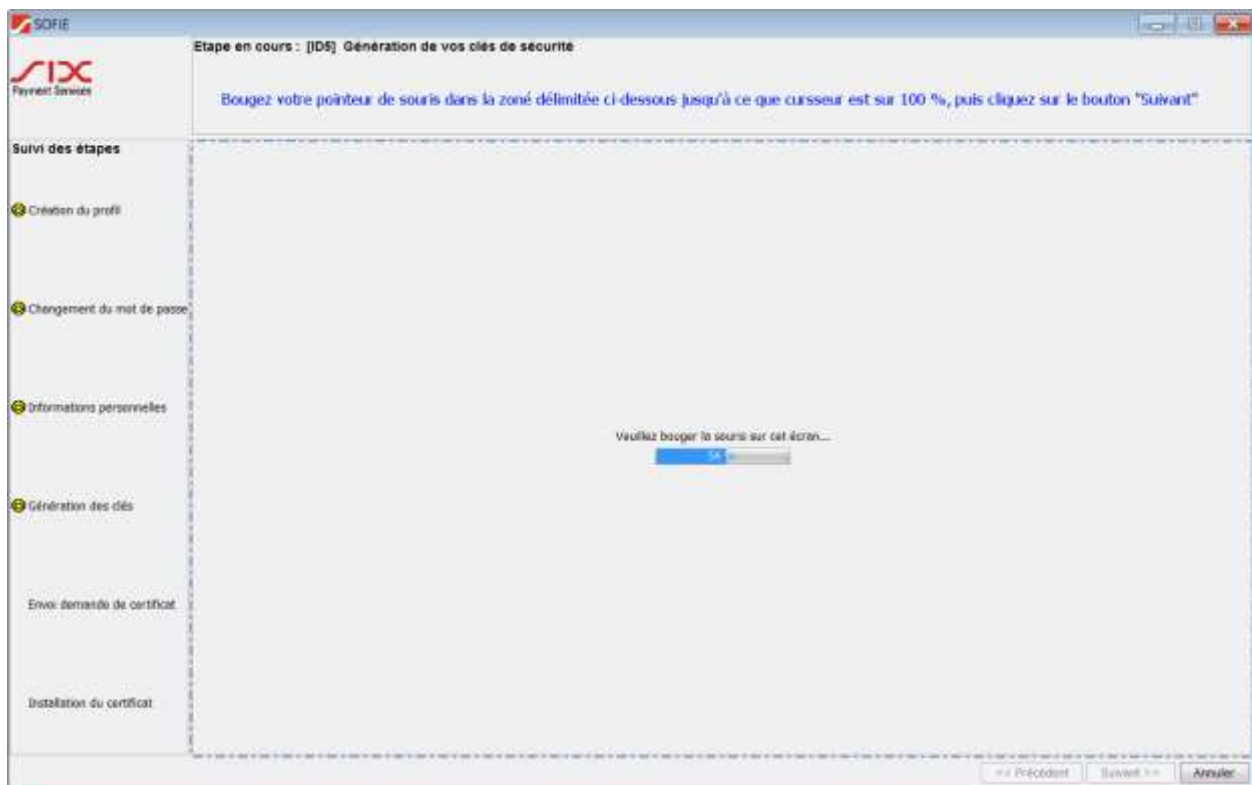 SOFIE
Etape en cours : [ID5] Génération de vos clés de sécurité
SIX
Payment Services
Bougez votre pointeur de souris dans la zoné délimitée ci-dessous jusqu'à ce que curseur est sur 100 %, puis cliquez sur le bouton "Suivant"
Suivi des étapes
Création du profil
Changement du mot de passe
Informations personnelles
Veuillez bouger la souris sur cet écran...
Génération des clés
Envoi demande de certificat
Installation du certificat
<< Précédent Suivant >> Annuler